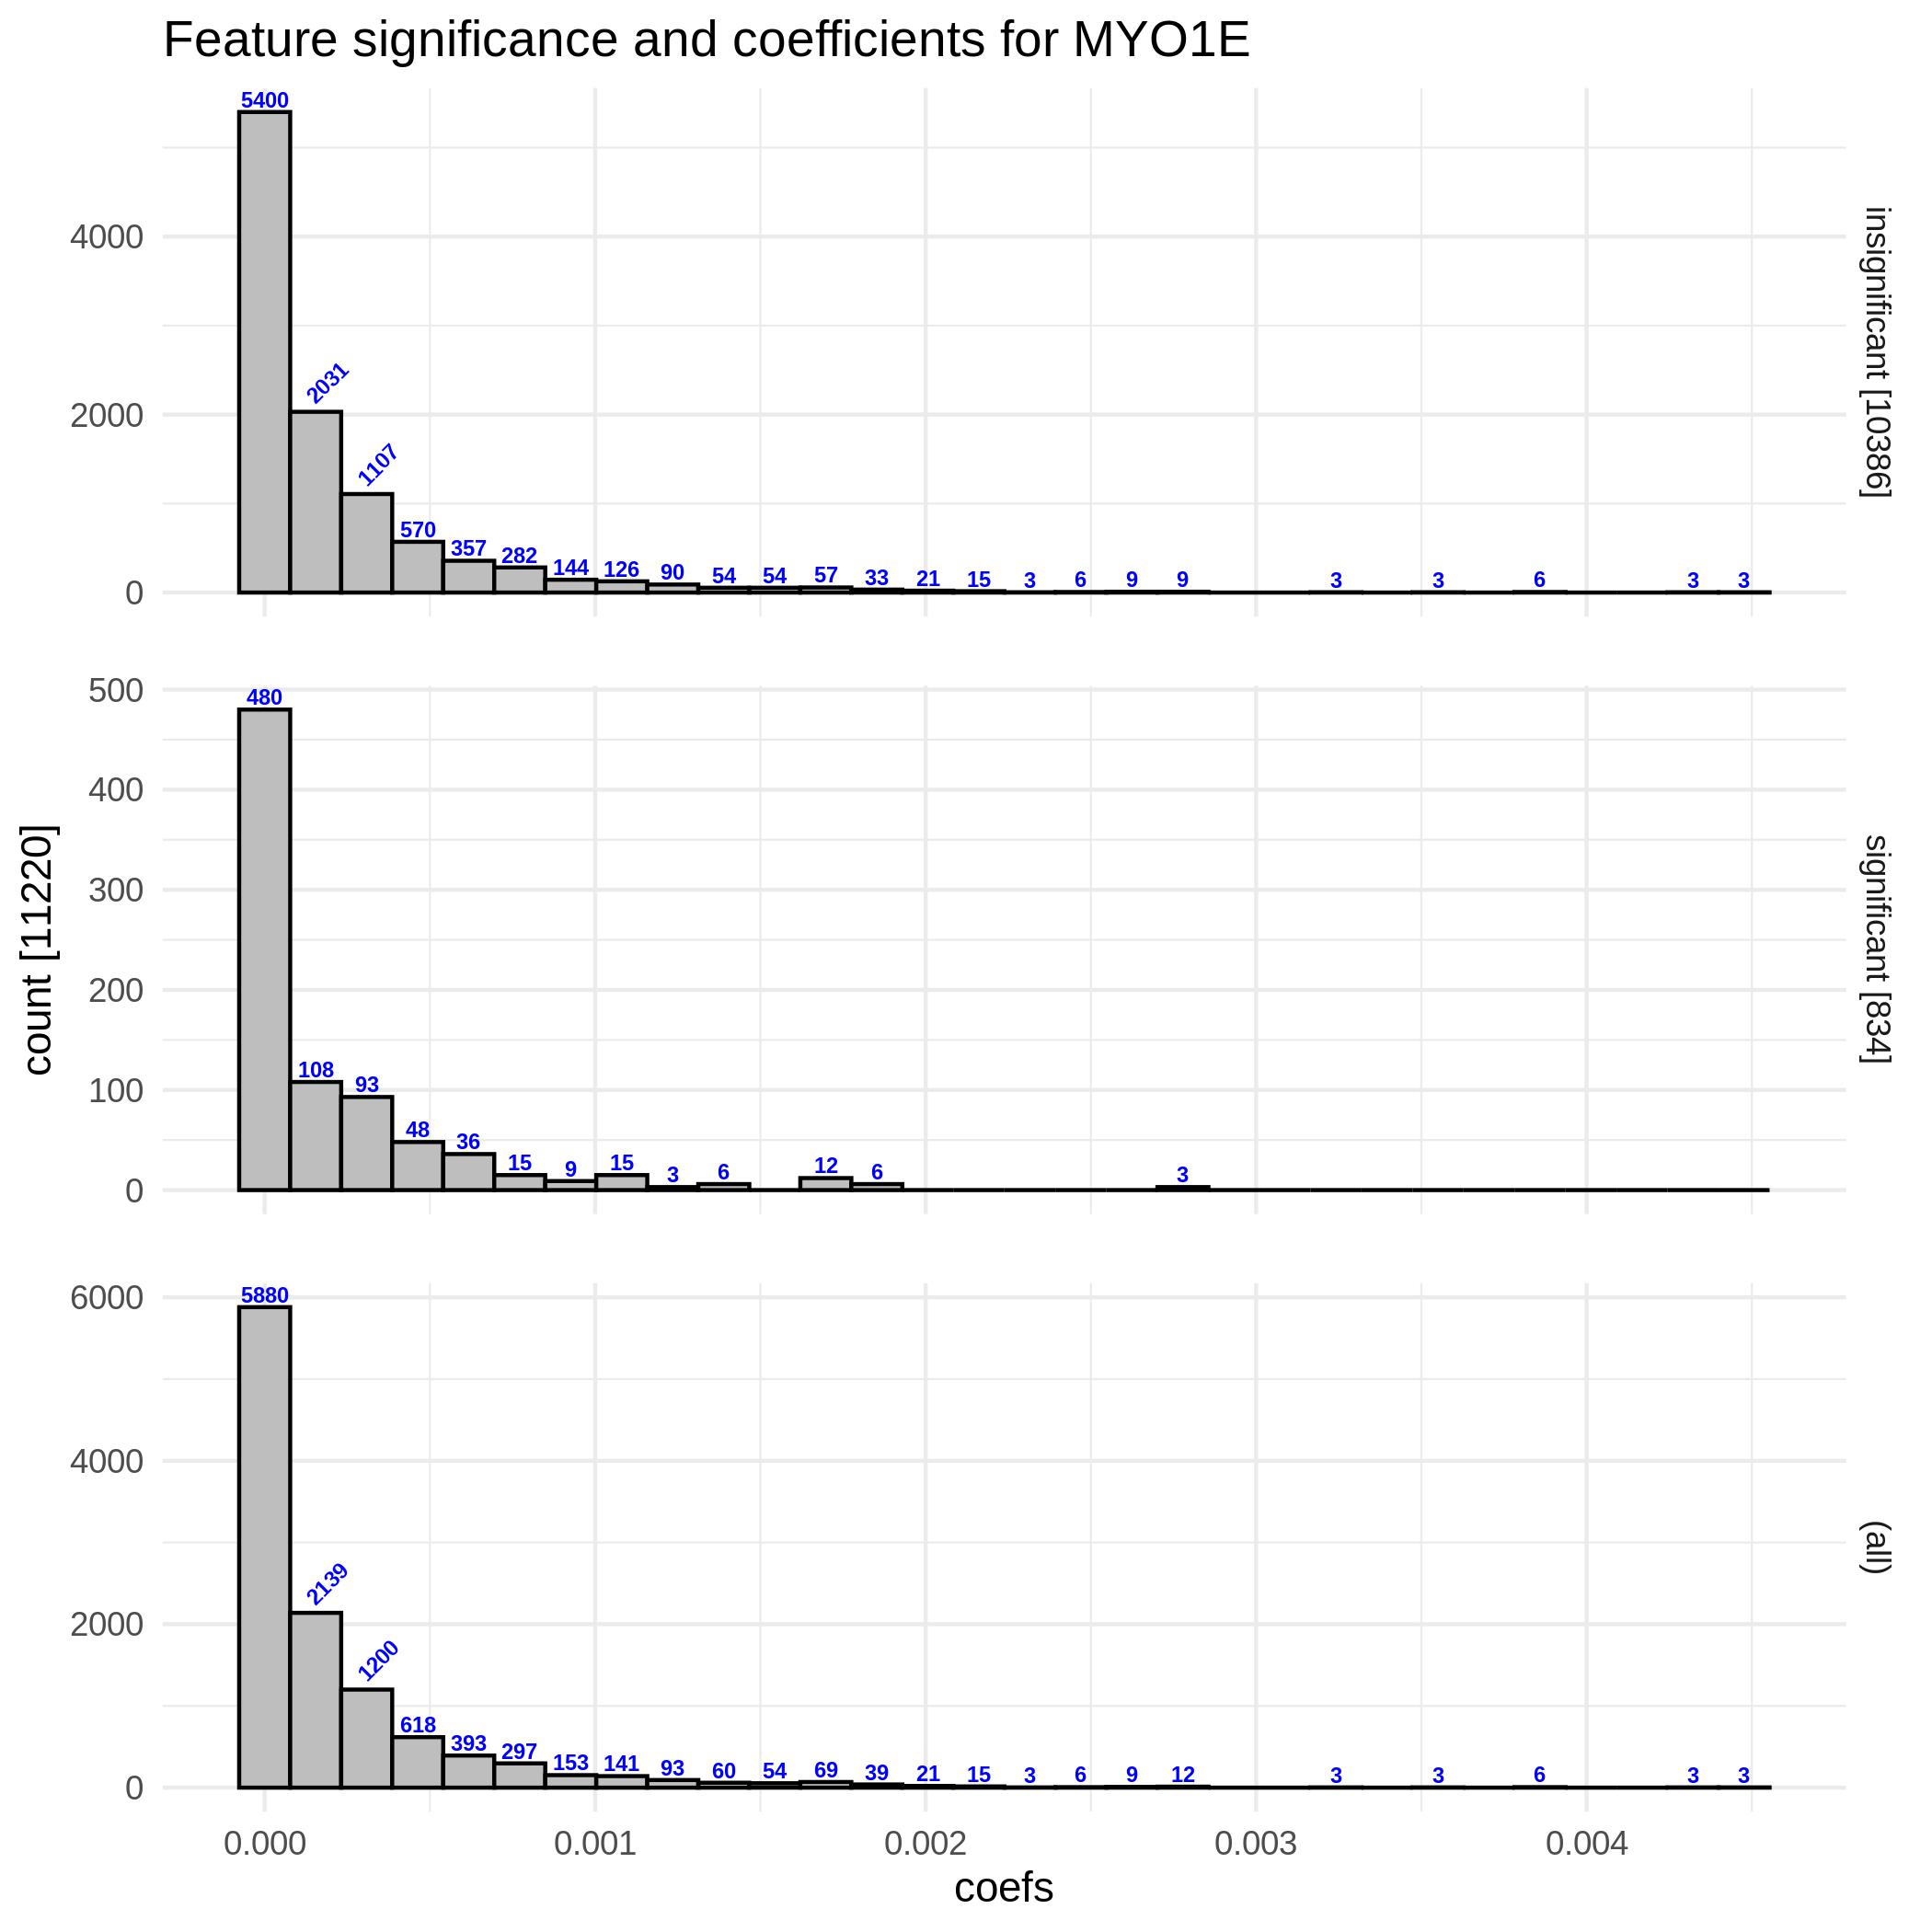 Feature significance and coefficients for MYO1E
5400
2031
1107
570 357 282 144 126 90 54 54 57 33 21 15 3 6 9 9 3 3 6 3 3
4000
2000
0
insignificant [10386]
count [11220]
500
400
300
200
100
0
480
108 93 48 36 15 9 15 3 6 12 6 3
significant [834]
6000
4000
2000
0
5880
2139
1200
618 393 297 153 141 93 60 54 69 39 21 15 3 6 9 12 3 3 6 3 3
(all)
0.000 0.001 0.002 0.003 0.004
coefs